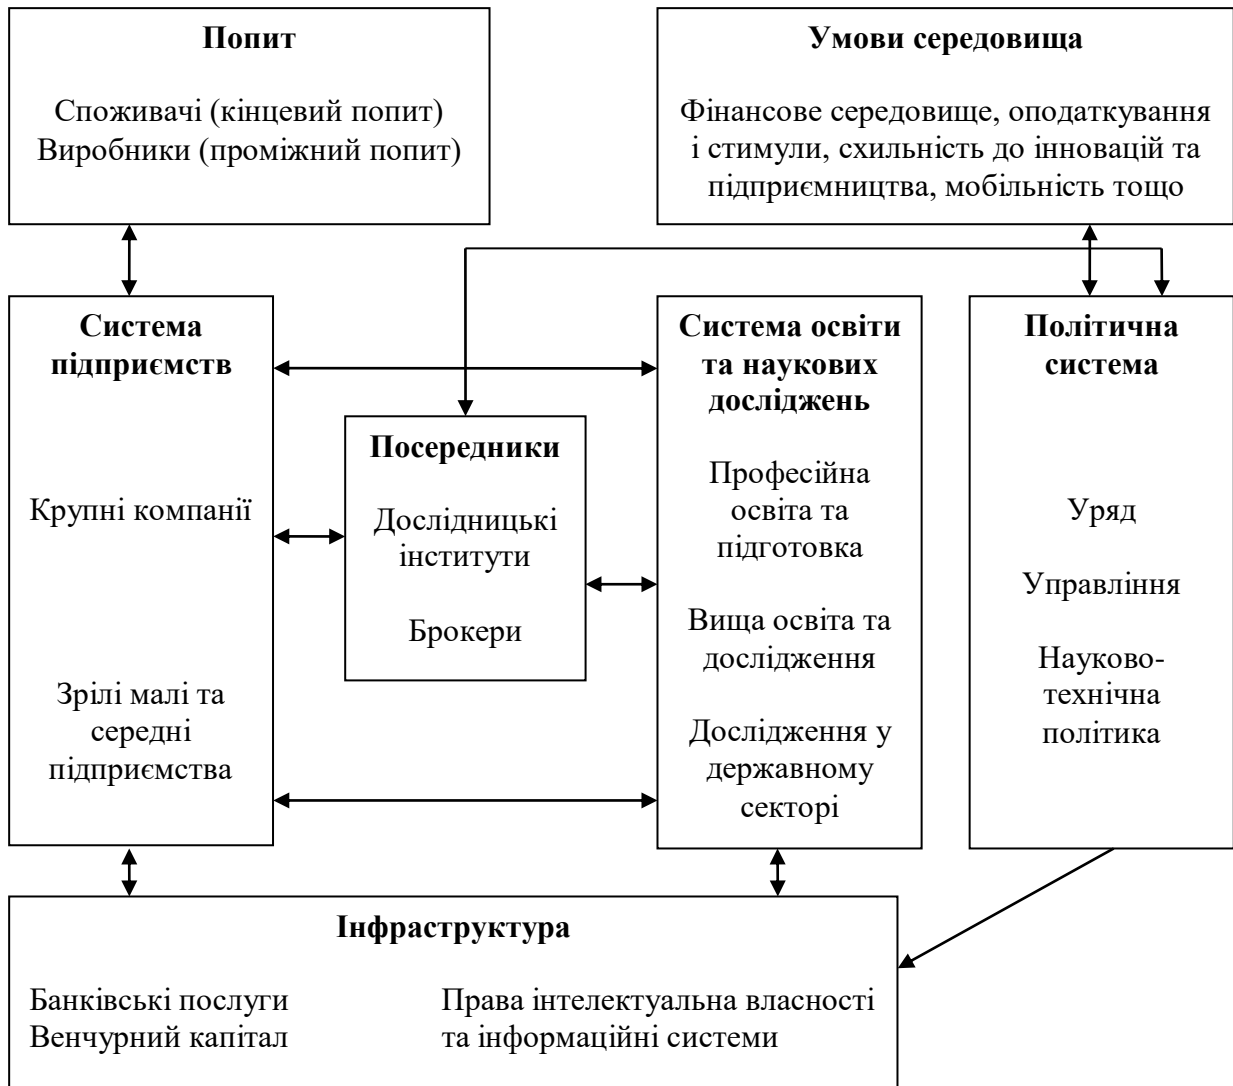 Попит
Споживачі (кінцевий попит)
Виробники (проміжний попит)
Умови середовища
Фінансове середовище, оподаткування
і стимули, схильність до інновацій та
підприємництва, мобільність тощо
Система
підприємств
Крупні компанії
Зрілі малі та
середні
підприємства
Посередники
Дослідницькі
інститути
Брокери
Система освіти
та наукових
досліджень
Професійна
освіта та
підготовка
Вища освіта та
дослідження
Дослідження у
державному
секторі
Політична
система
Уряд
Управління
Науково-
технічна
політика
Інфраструктура
Банківські послуги
Венчурний капітал
Права інтелектуальна власності
та інформаційні системи